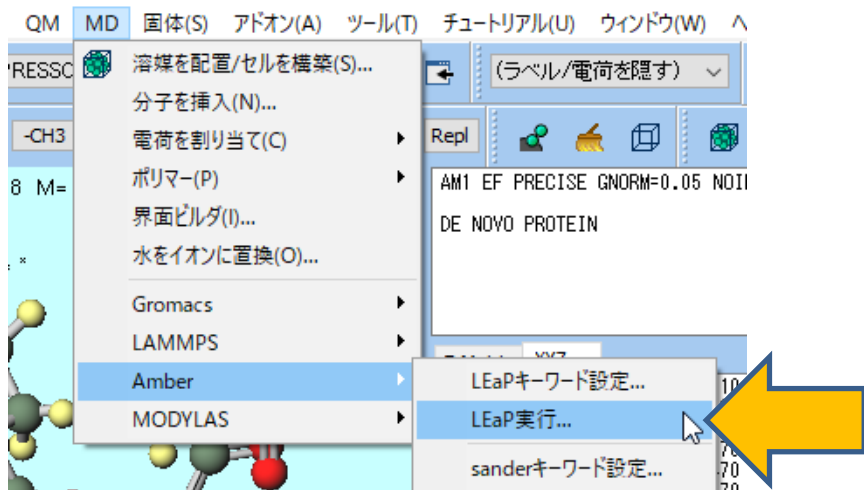 QM MD 固体(S) アドオン(A) ツール(T) チュートリアル(U) ウィンドウ(W)
RESSO
溶媒を配置/セルを構築(S)...
(ラベル/電荷を隠す)
分子を挿入(N)...
-CH3
電荷を割り当て(C)
Repl
8 M=
ポリマー(P)
AM1 EF PRECISE GNORM=0.05
界面ビルダ(I)...
DE NOVO PROTEIN
水をイオンに置換(O)...
Gromacs
LAMMPS
Amber
LEaPキーワード設定...
MODYLAS
LEaP実行...
sanderキーワード設定...
70